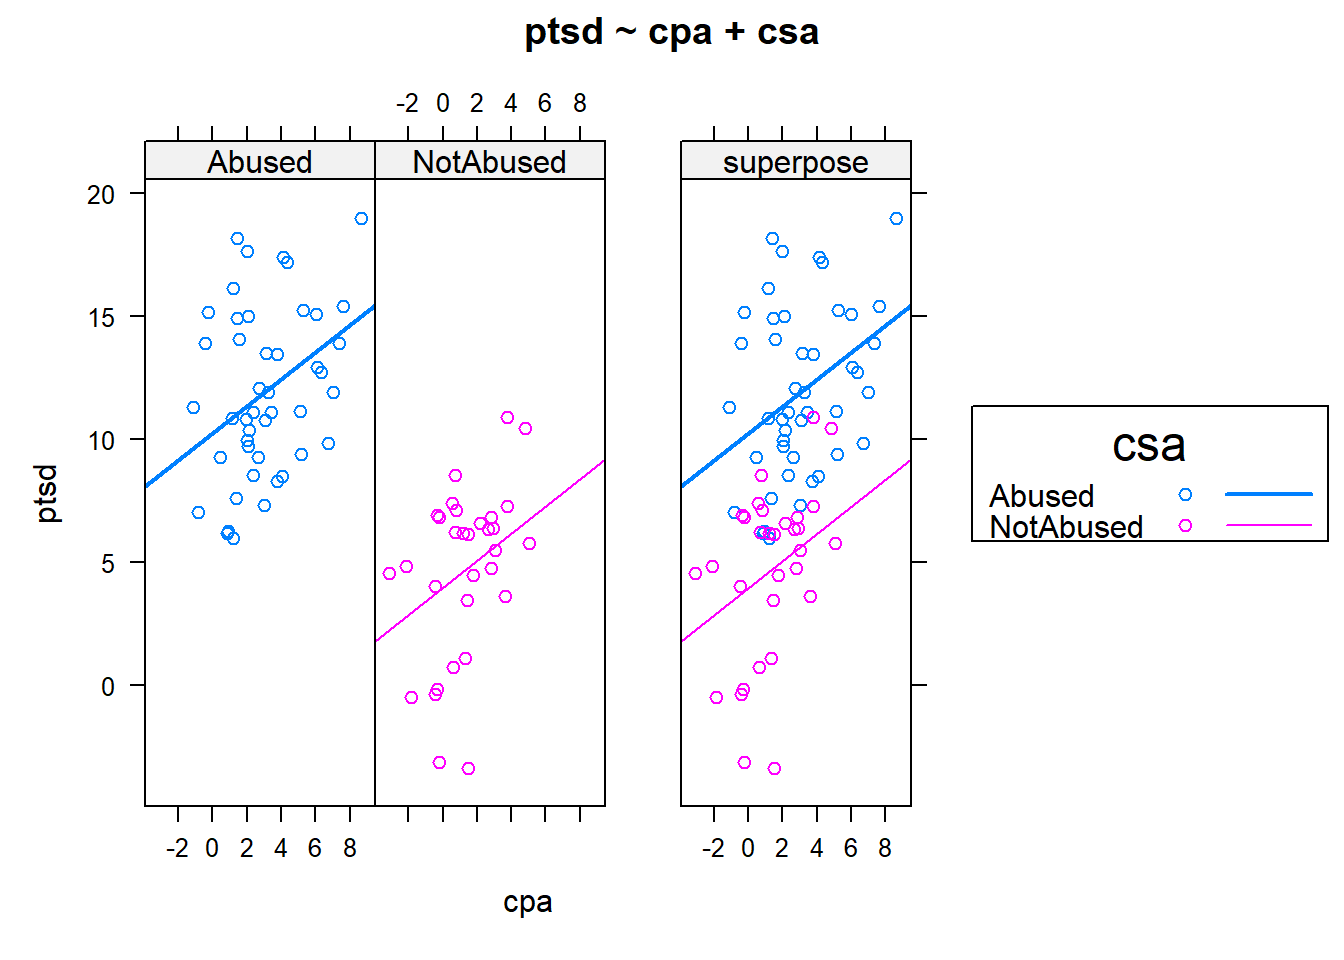 ptsd ~ cpa + csa
-2 0 2 4 6 8
Abused NotAbused superpose
20
15
10
5
0
ptsd
-2 0 2 4 6 8 -2 0 2 4 6 8
cpa
csa
Abused
NotAbused